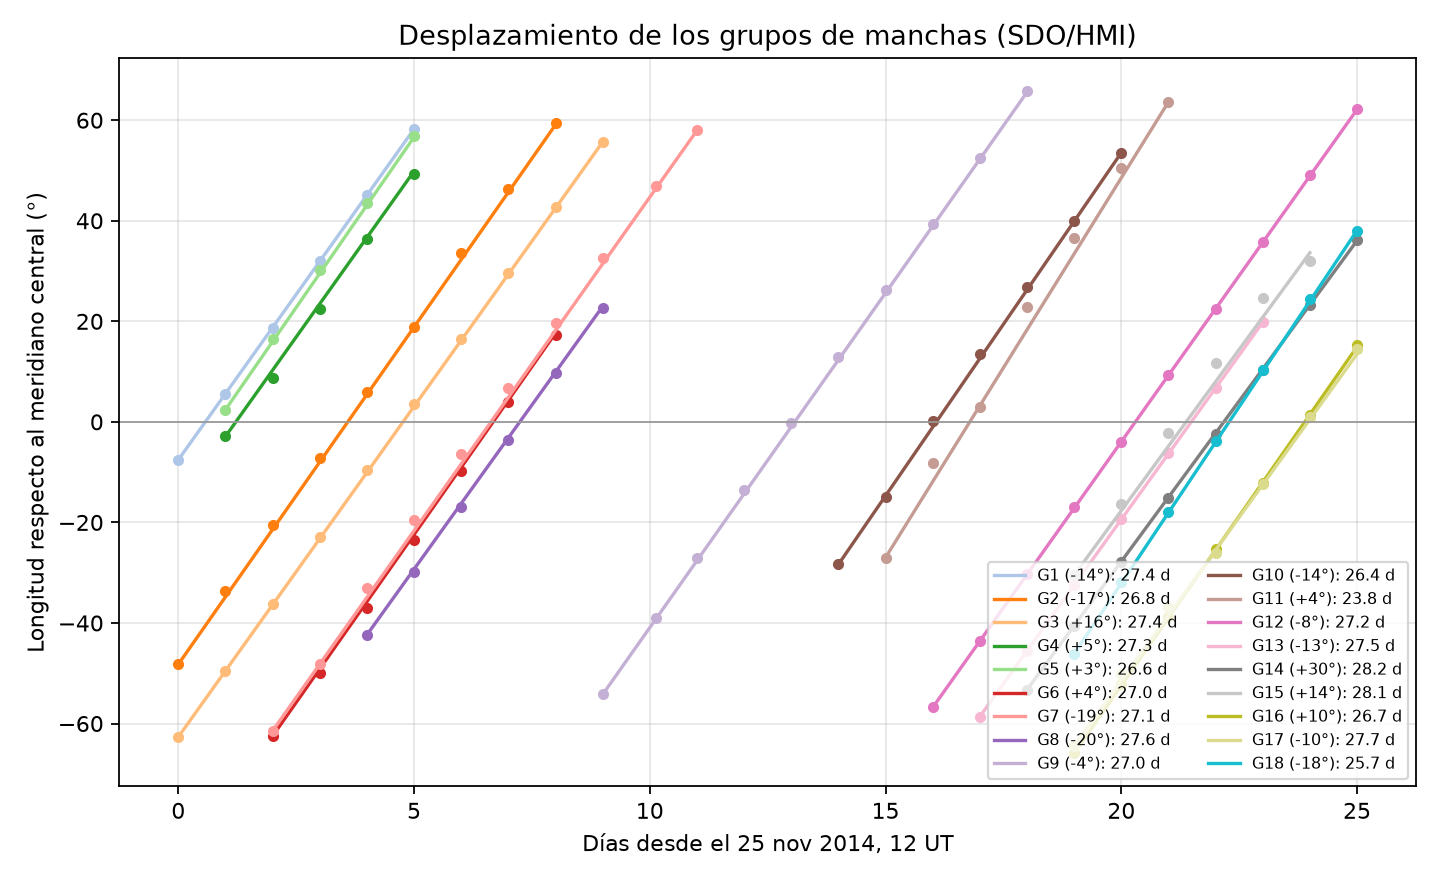 Desplazamiento de los grupos de manchas (SDO/HMI)
Longitud respecto al meridiano central (°)
60
40
20
0
−20
−40
−60
0
5
10
15
20
25
Días desde el 25 nov 2014, 12 UT
G1 (-14°): 27.4 d
G2 (-17°): 26.8 d
G3 (+16°): 27.4 d
G4 (+5°): 27.3 d
G5 (+3°): 26.6 d
G6 (+4°): 27.0 d
G7 (-19°): 27.1 d
G8 (-20°): 27.6 d
G9 (-4°): 27.0 d
G10 (-14°): 26.4 d
G11 (+4°): 23.8 d
G12 (-8°): 27.2 d
G13 (-13°): 27.5 d
G14 (+30°): 28.2 d
G15 (+14°): 28.1 d
G16 (+10°): 26.7 d
G17 (-10°): 27.7 d
G18 (-18°): 25.7 d